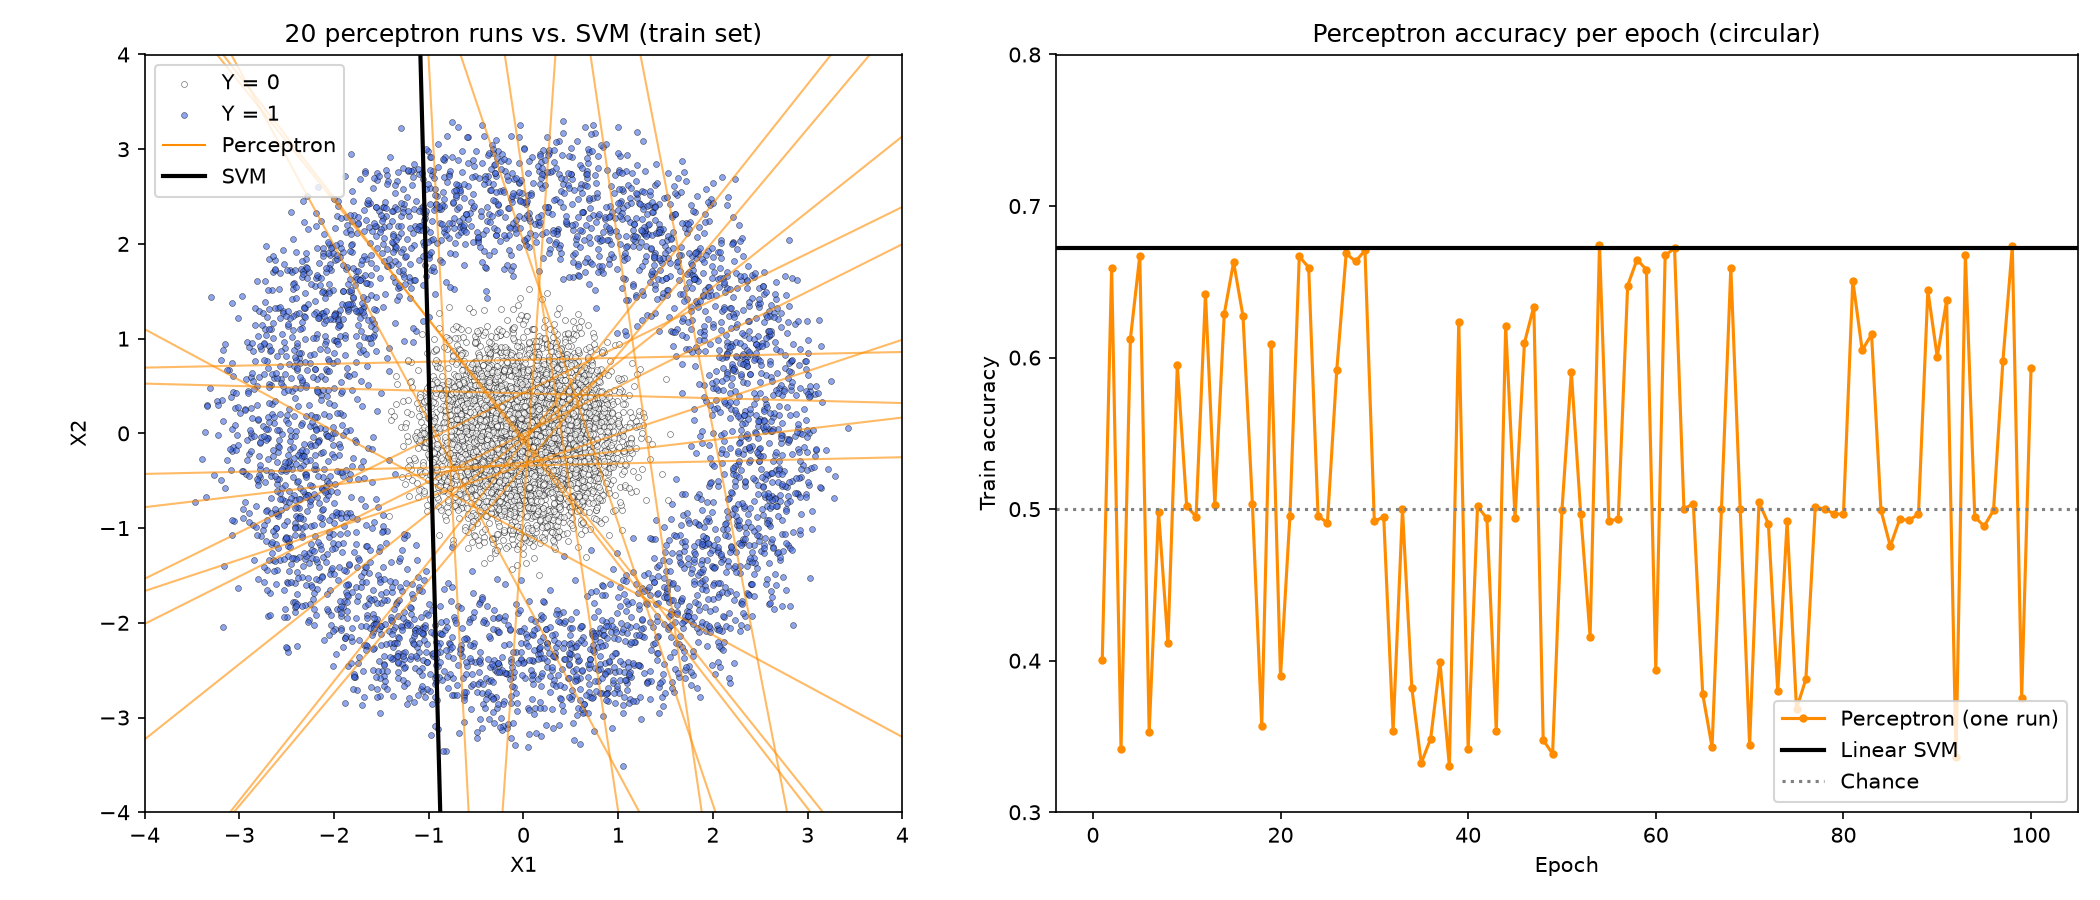 20 perceptron runs vs. SVM (train set)
4
3
2
1
0
−1
−2
−3
−4
X2
Y = 0
Y = 1
Perceptron
SVM
−4 −3 −2 −1 0 1 2 3 4
X1
Perceptron accuracy per epoch (circular)
0.8
0.7
0.6
0.5
0.4
0.3
Train accuracy
Perceptron (one run)
Linear SVM
Chance
0 20 40 60 80 100
Epoch